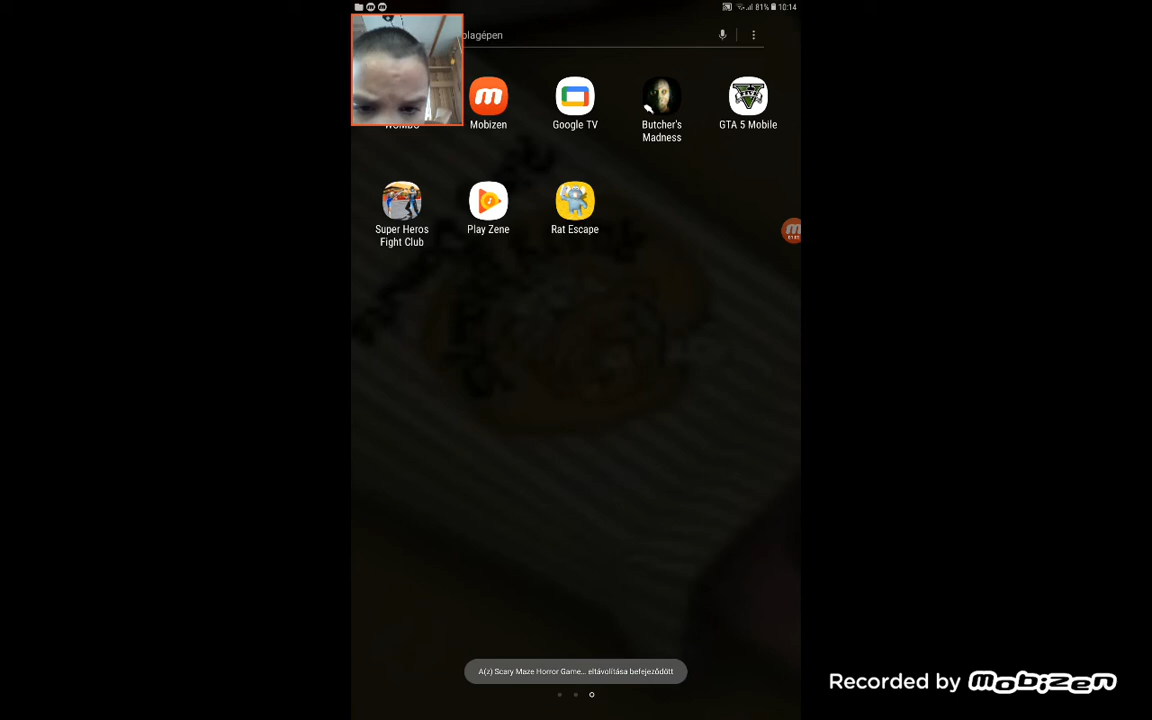 81% 10:14
olagépen
Mobizen
Google TV
Butcher's
Madness
GTA 5 Mobile
Super Heros
Fight Club
Play Zene
Rat Escape
A(z) Scary Maze Horror Game... eltávolítása befejeződött
Recorded by mobizen